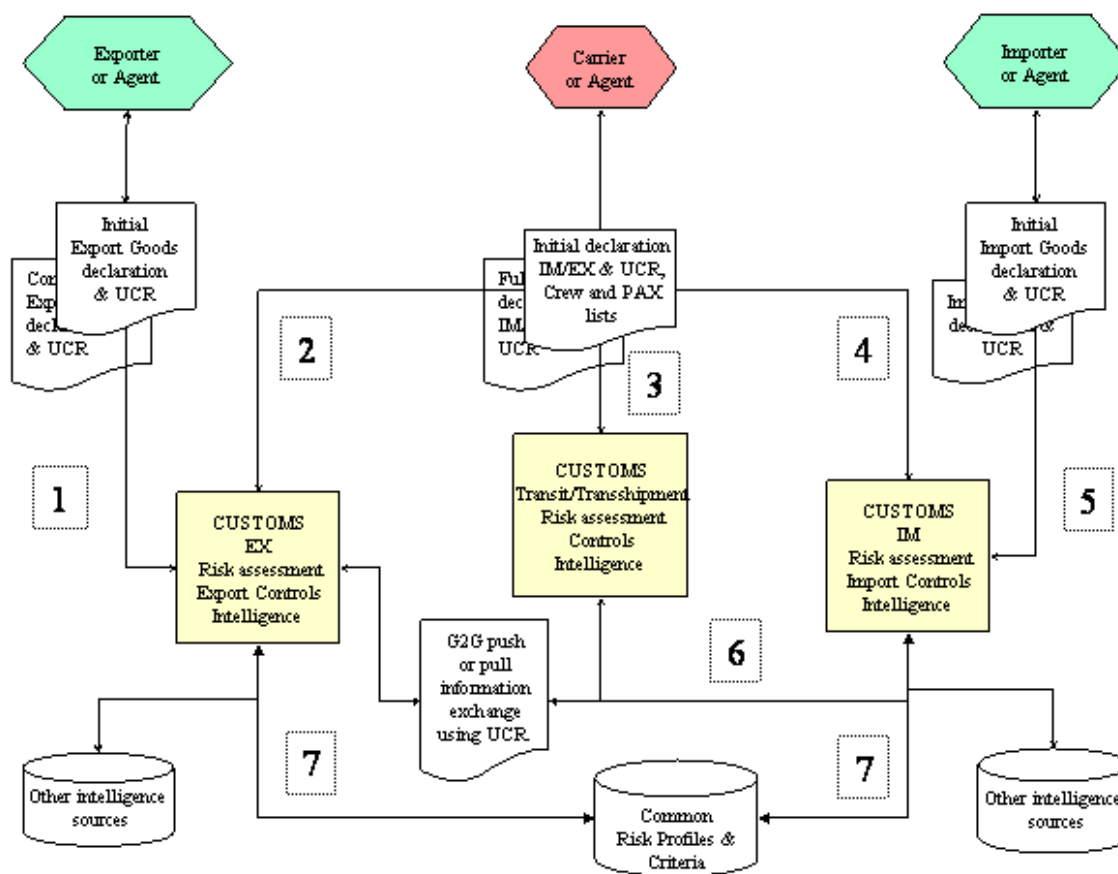 Exporter
or Agent
Carrier
or Agent
Importer
or Agent
Initial
Export Goods
declaration
& UCR
& UCR
Initial declaration
IM/EX & UCR,
Crew and PAX
lists
UCR
Initial
Import Goods
declaration
& UCR
&
UCR
2
4
3
1
5
CUSTOMS
EX
Risk assessment
Export Controls
Intelligence
CUSTOMS
Transit/Transshipment
Risk assessment
Controls
Intelligence
CUSTOMS
IM
Risk assessment
Import Controls
Intelligence
G2G push
or pull
information
exchange
using UCR
6
7
7
Other intelligence
sources
Common
Risk Profiles &
Criteria
Other intelligence
sources